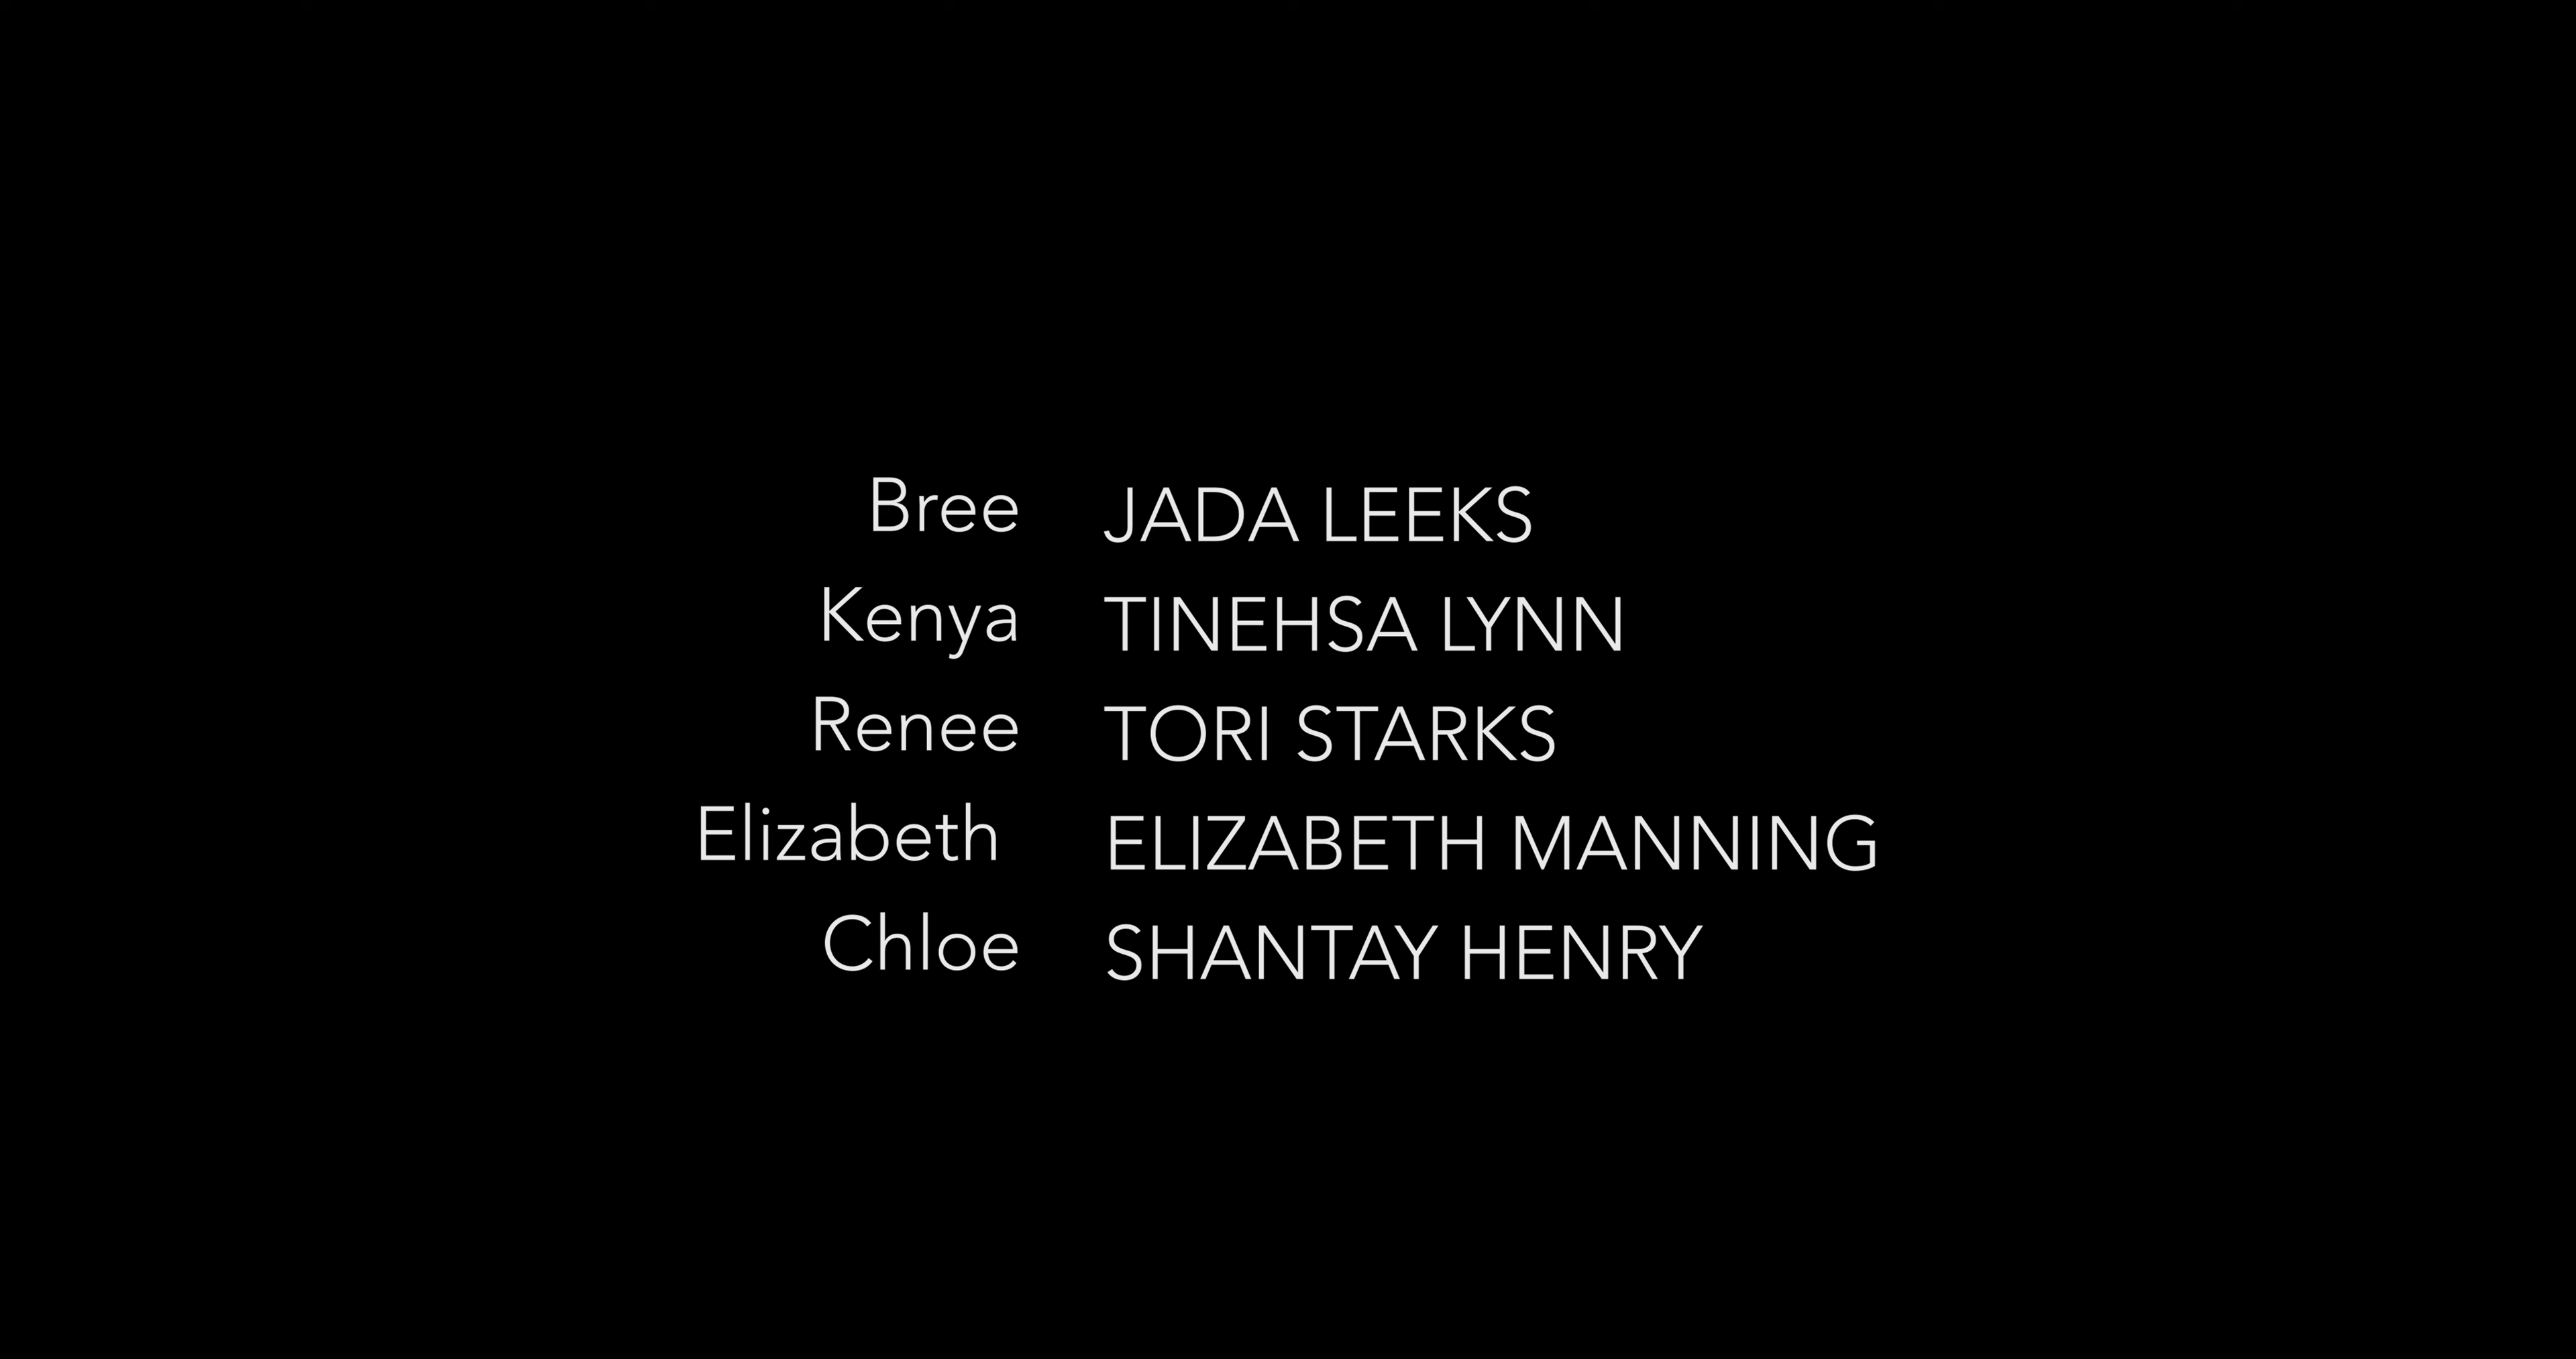 Bree JADA LEEKS
Kenya TINEHSA LYNN
Renee TORI STARKS
Elizabeth ELIZABETH MANNING
Chloe SHANTAY HENRY